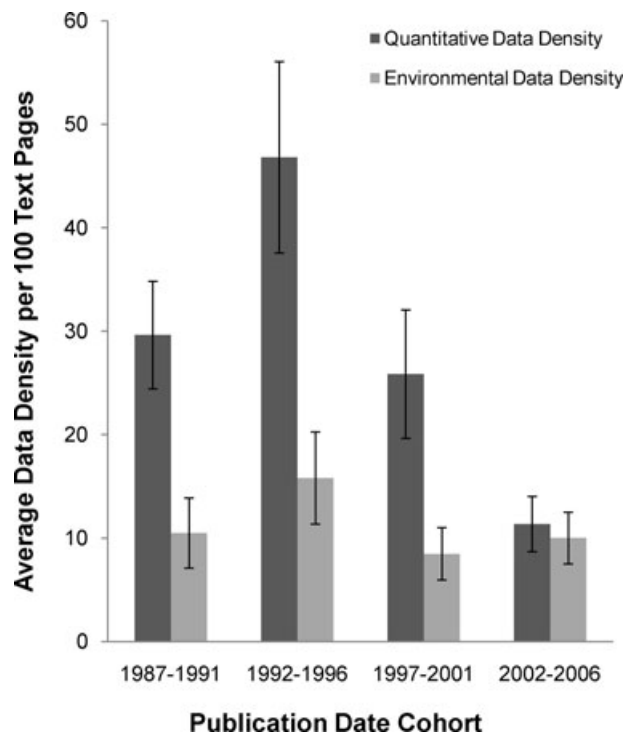 60
Quantitative Data Density
Environmental Data Density
50
40
30
20
10
0
Average Data Density per 100 Text Pages
1987-1991 1992-1996 1997-2001 2002-2006
Publication Date Cohort